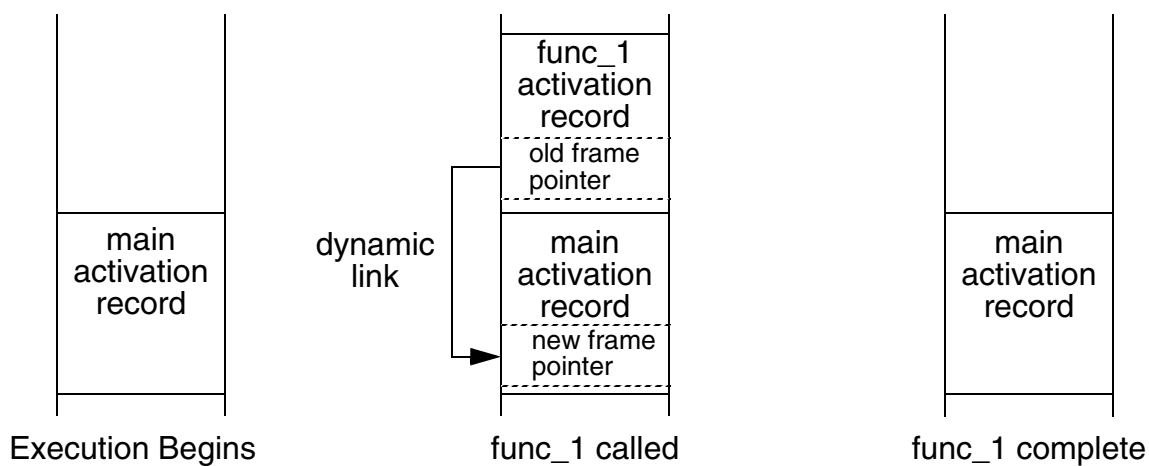 func_1
activation
record
old frame
pointer
main
activation
record
dynamic
link
main
activation
record
main
activation
record
new frame
pointer
Execution Begins
func_1 called
func_1 complete